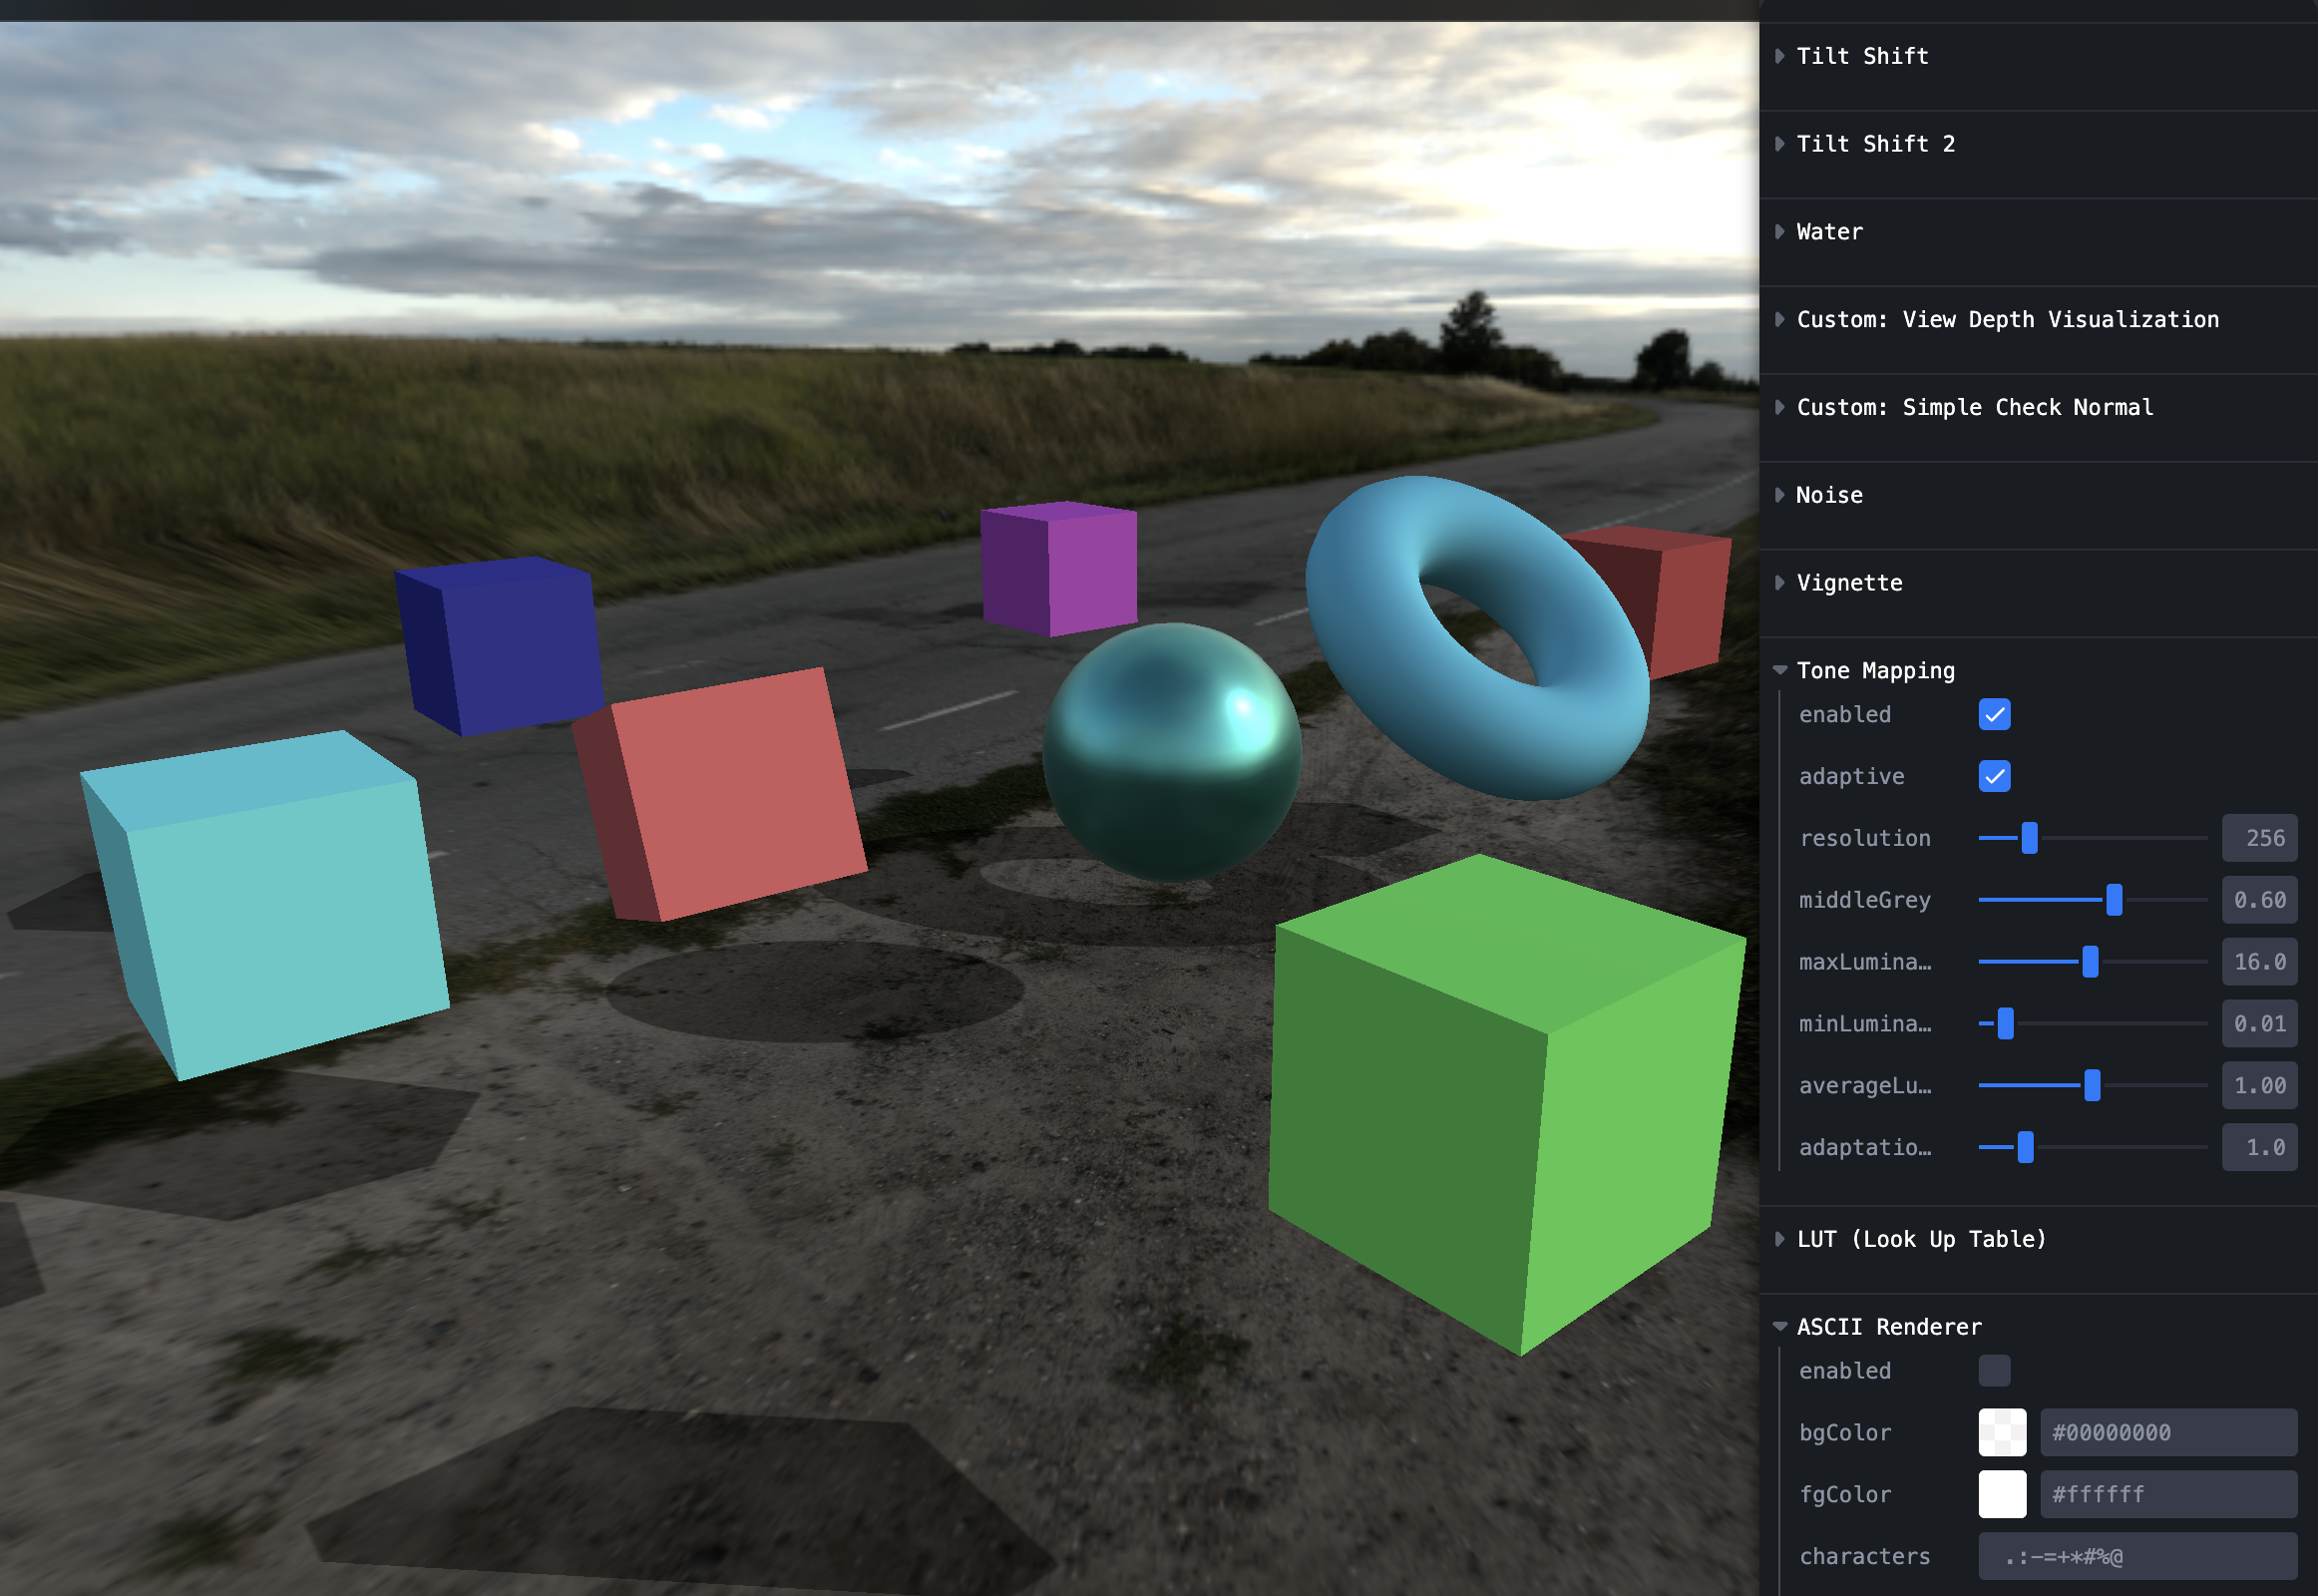 Tilt Shift
Tilt Shift 2
Water
Custom: View Depth Visualization
Custom: Simple Check Normal
Noise
Vignette
Tone Mapping
enabled
adaptive
resolution 256
middleGrey 0.60
maxLumina… 16.0
minLumina… 0.01
averageLu… 1.00
adaptatio… 1.0
LUT (Look Up Table)
ASCII Renderer
enabled
bgColor #00000000
fgColor #ffffff
characters .:-=+*#%@